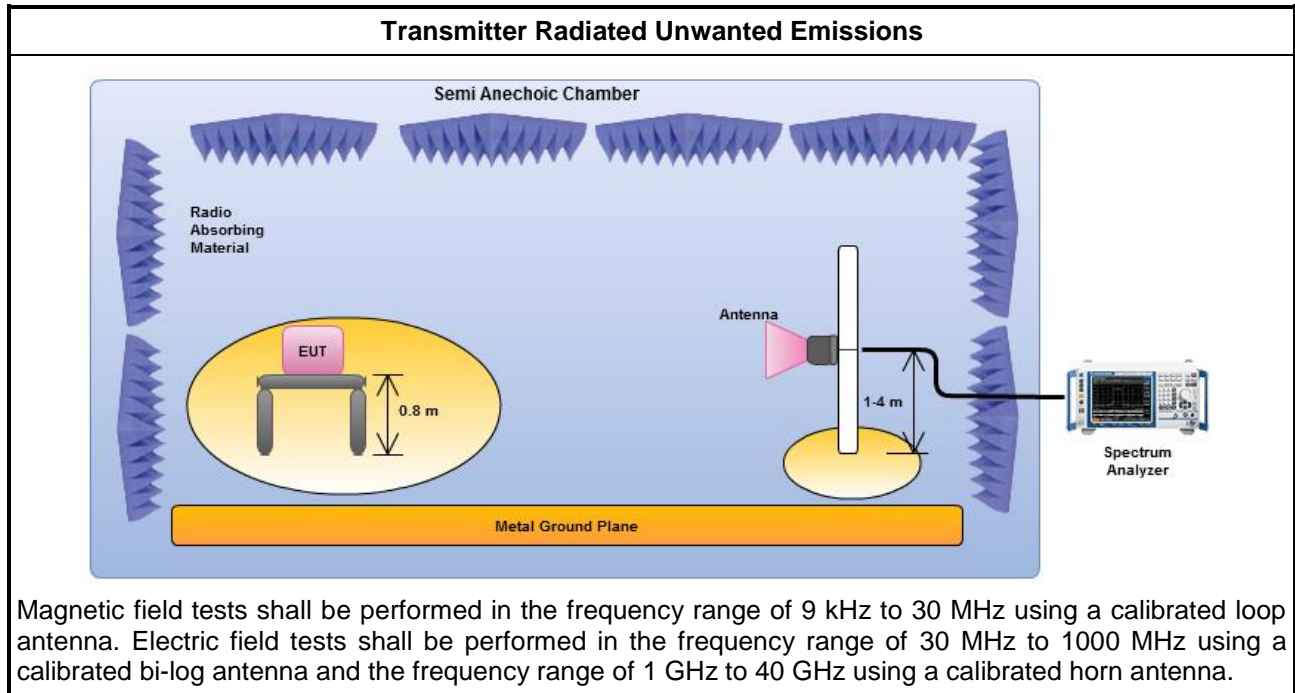 Transmitter Radiated Unwanted Emissions
Semi Anechoic Chamber
Radio
Absorbing
Material
Antenna
EUT
0.8 m
1-4 m
Spectrum
Analyzer
Metal Ground Plane
Magnetic field tests shall be performed in the frequency range of 9 kHz to 30 MHz using a calibrated loop
antenna. Electric field tests shall be performed in the frequency range of 30 MHz to 1000 MHz using a
calibrated bi-log antenna and the frequency range of 1 GHz to 40 GHz using a calibrated horn antenna.